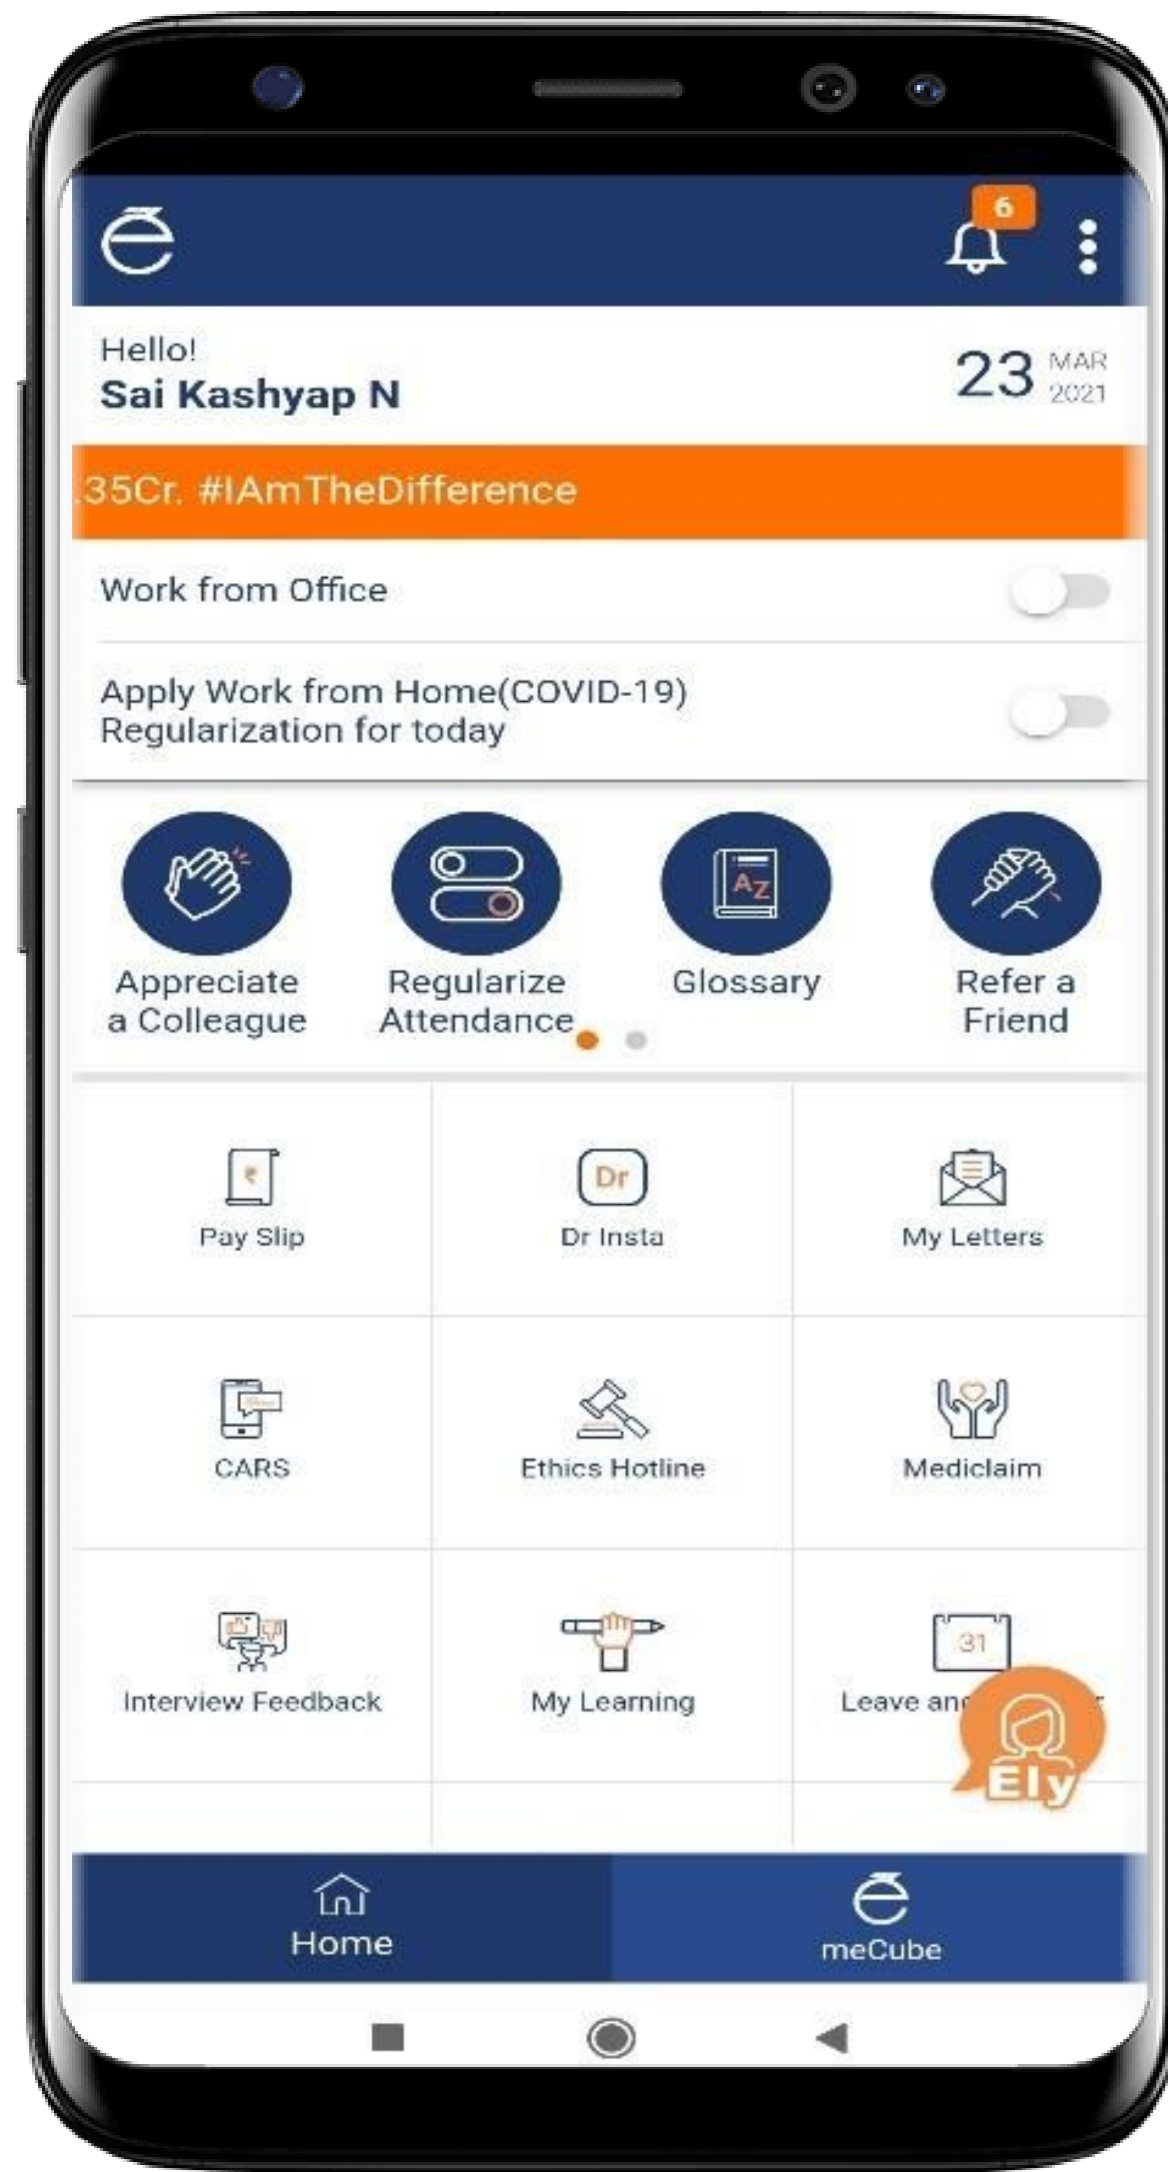 6
Hello!
Sai Kashyap N
23 MAR 2021
.35Cr. #IAmTheDifference
Work from Office
Apply Work from Home(COVID-19)
Regularization for today
AZ
Appreciate a Colleague
Regularize Attendance
Glossary
Refer a Friend
₹
Dr
Pay Slip
Dr Insta
My Letters
CARS
Ethics Hotline
Mediclaim
31
Interview Feedback
My Learning
Leave
Ely
Home
meCube